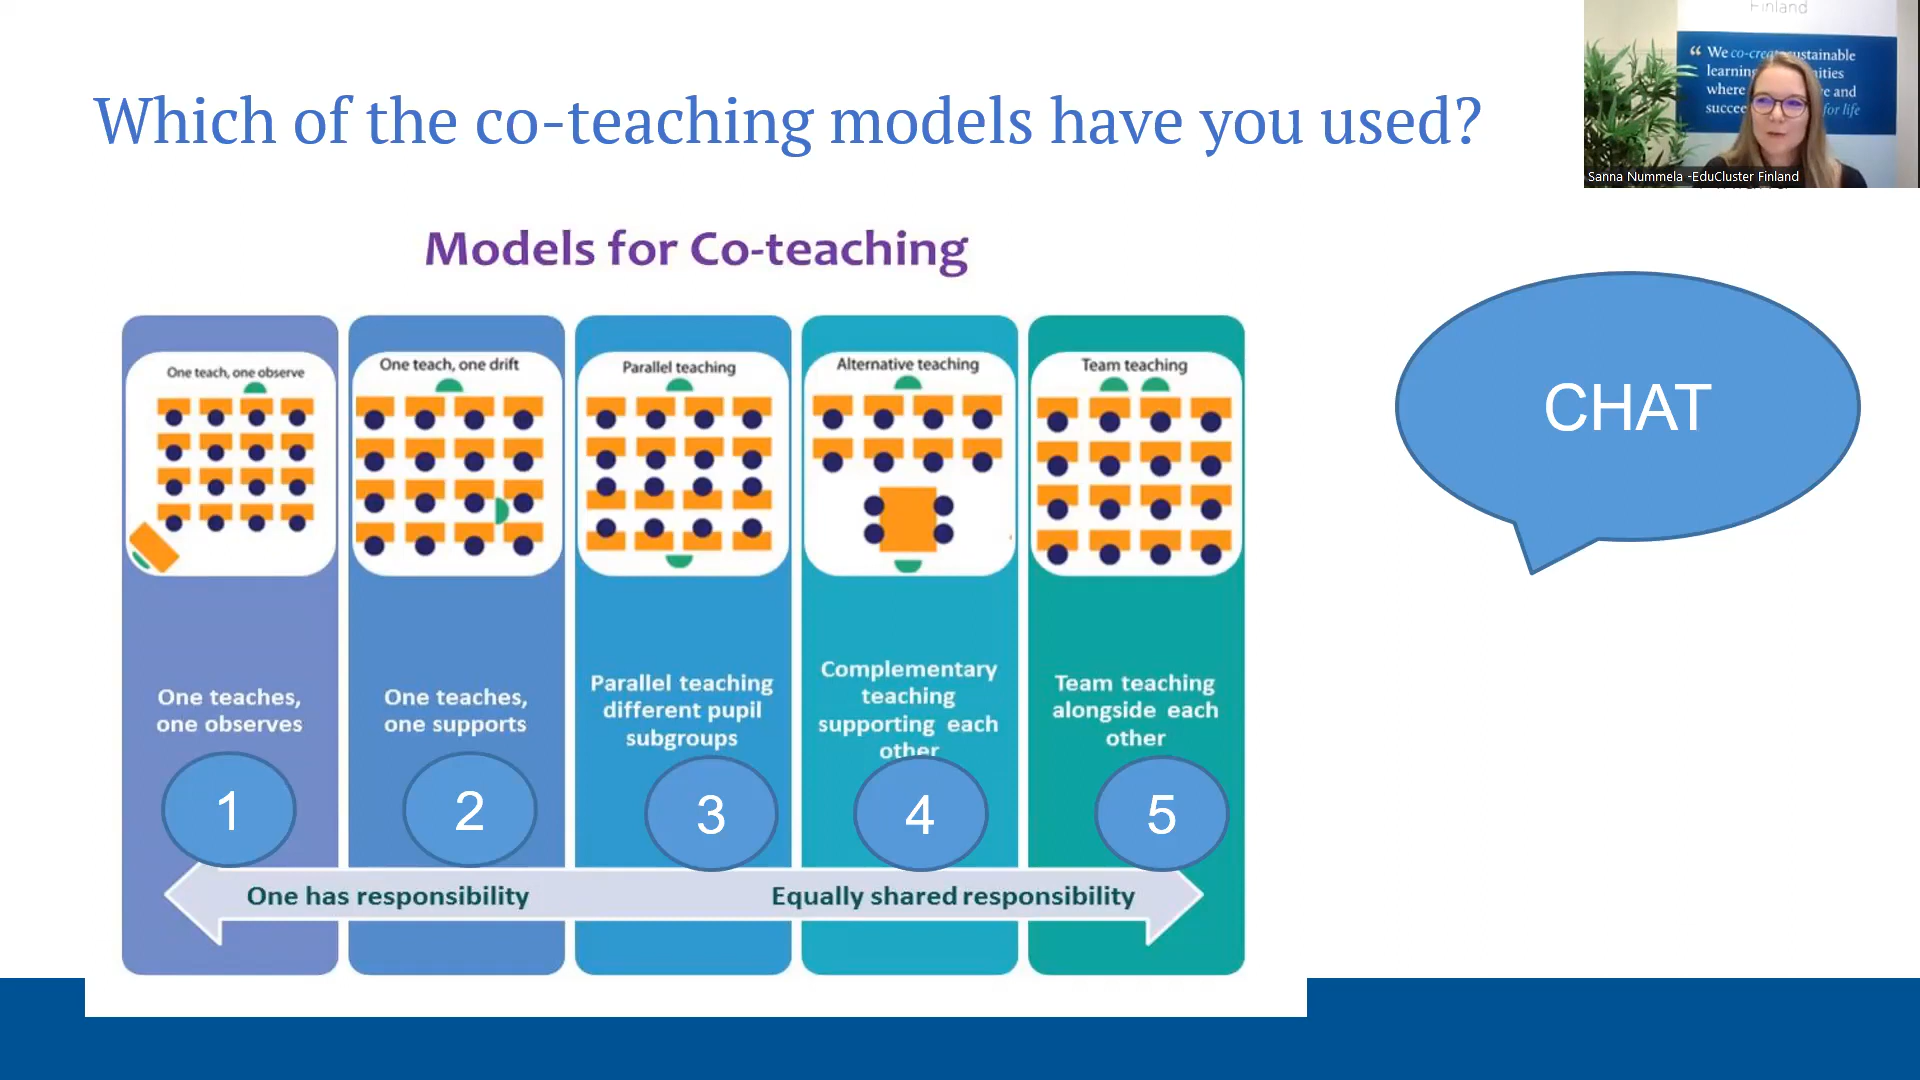 Which of the co-teaching models have you used?
Finland
“ We co-create sustainable
learning
where
and
for life
Sanna Nummela -EduCluster Finland
Models for Co-teaching
One teach, one observe
One teach, one drift
Parallel teaching
Alternative teaching
Team teaching
CHAT
One teaches,
one observes
One teaches,
one supports
Parallel teaching
different pupil
subgroups
Complementary
teaching
supporting each
other
Team teaching
alongside each
other
1
2
3
4
5
One has responsibility
Equally shared responsibility